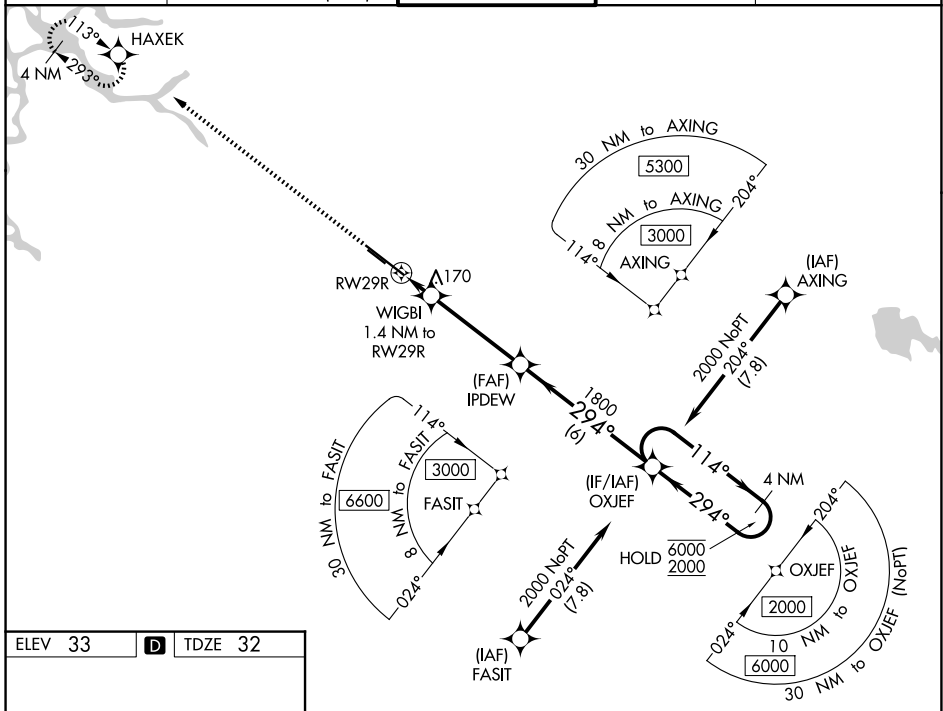 113°
HAXEK
4 NM
293°
30 NM to AXING
5300
8 NM to AXING
3000
204°
114°
AXING
RW29R
170
WIGBI
1.4 NM to
RW29R
(IAF)
AXING
2000 NoPT
204°
(7.8)
(FAF)
IPDEW
1800
294°
(6)
114°
30 NM to FASIT
6600
8 NM to FASIT
3000
FASIT
024°
(IF/IAF)
OXJEF
114°
4 NM
294°
HOLD 6000
2000
2000 NoPT
024°
(7.8)
(IAF)
FASIT
204°
OXJEF
2000
10 NM to OXJEF
024°
6000
30 NM to OXJEF (NoPT)
ELEV 33 D TDZE 32